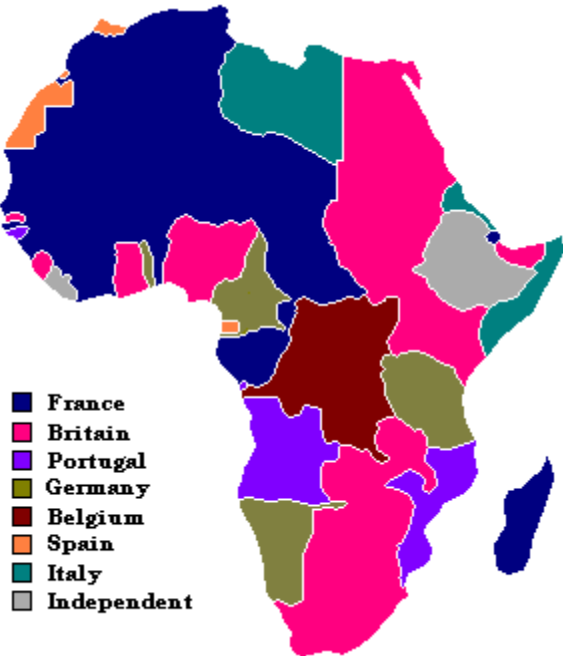 France
Britain
Portugal
Germany
Belgium
Spain
Italy
Independent